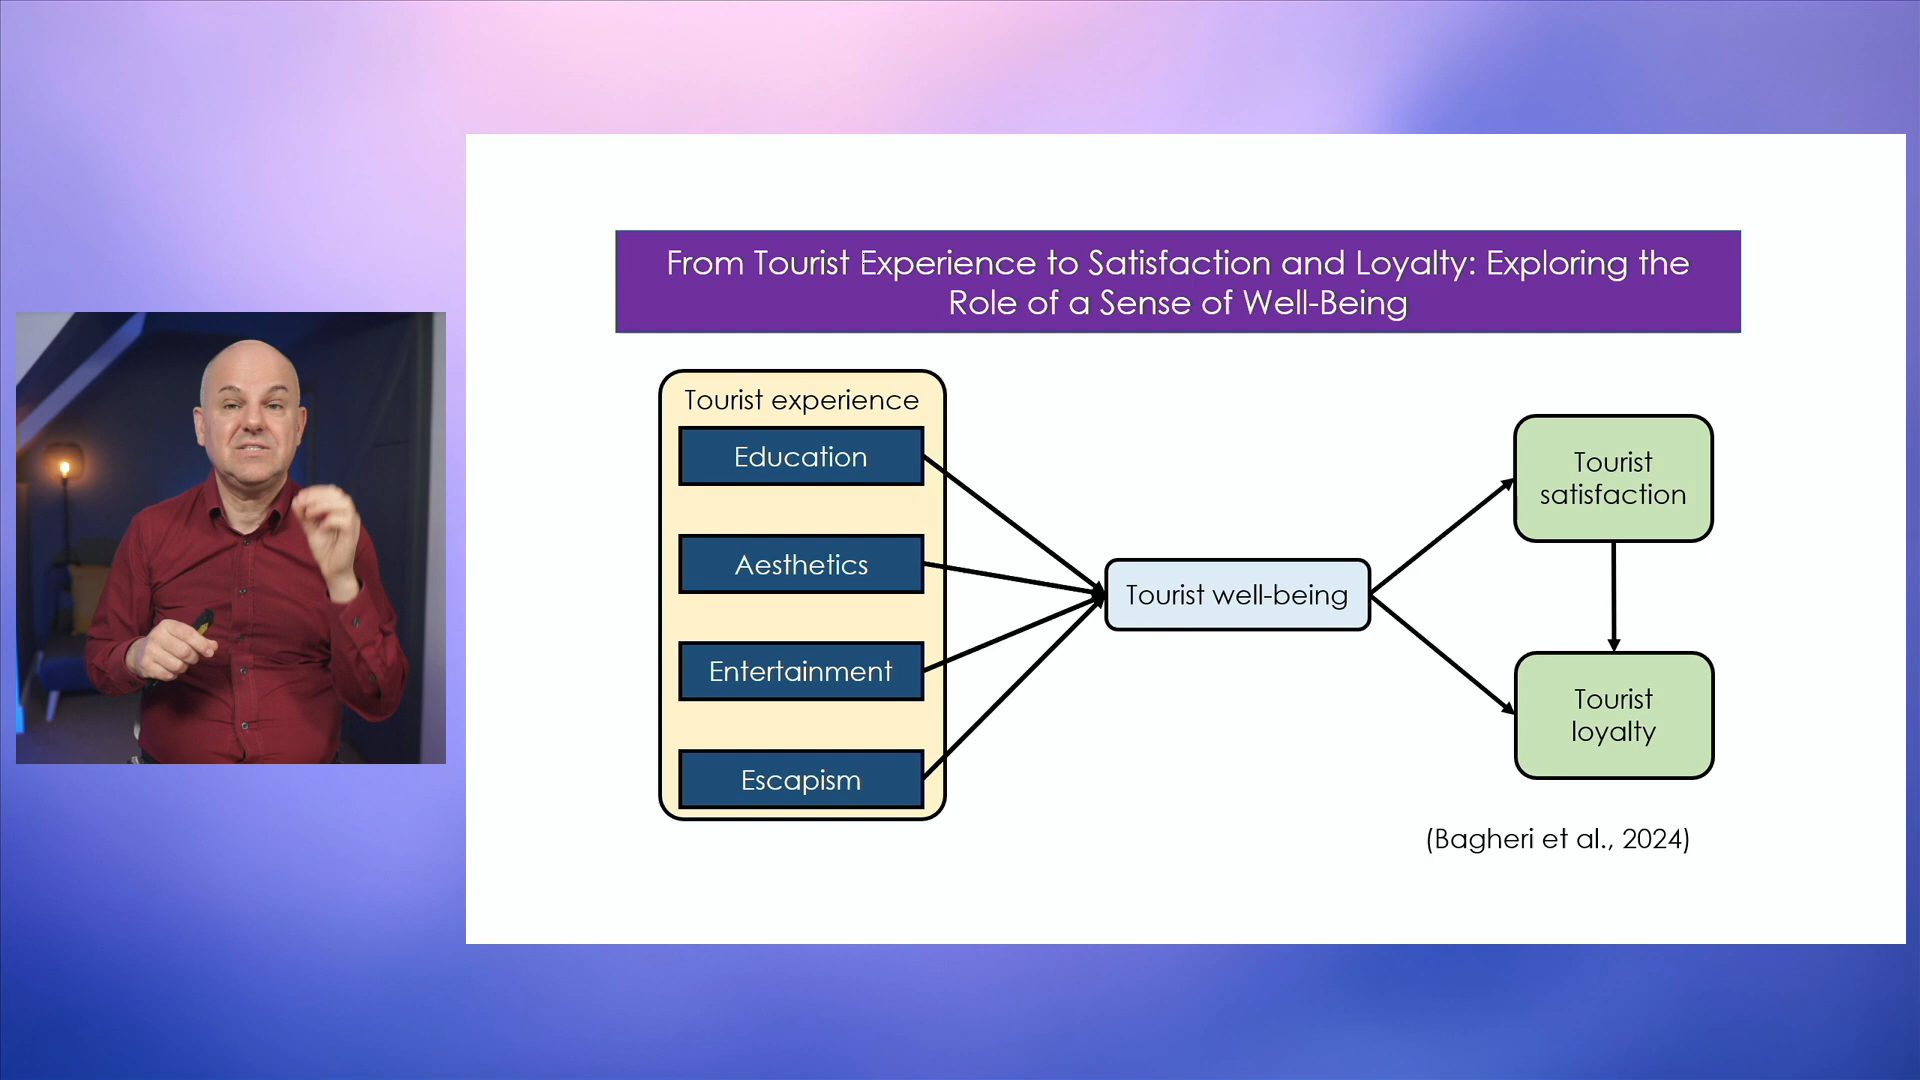 From Tourist Experience to Satisfaction and Loyalty: Exploring the
Role of a Sense of Well-Being
Tourist experience
Education
Aesthetics
Entertainment
Escapism
Tourist well-being
Tourist
satisfaction
Tourist
loyalty
(Bagheri et al., 2024)